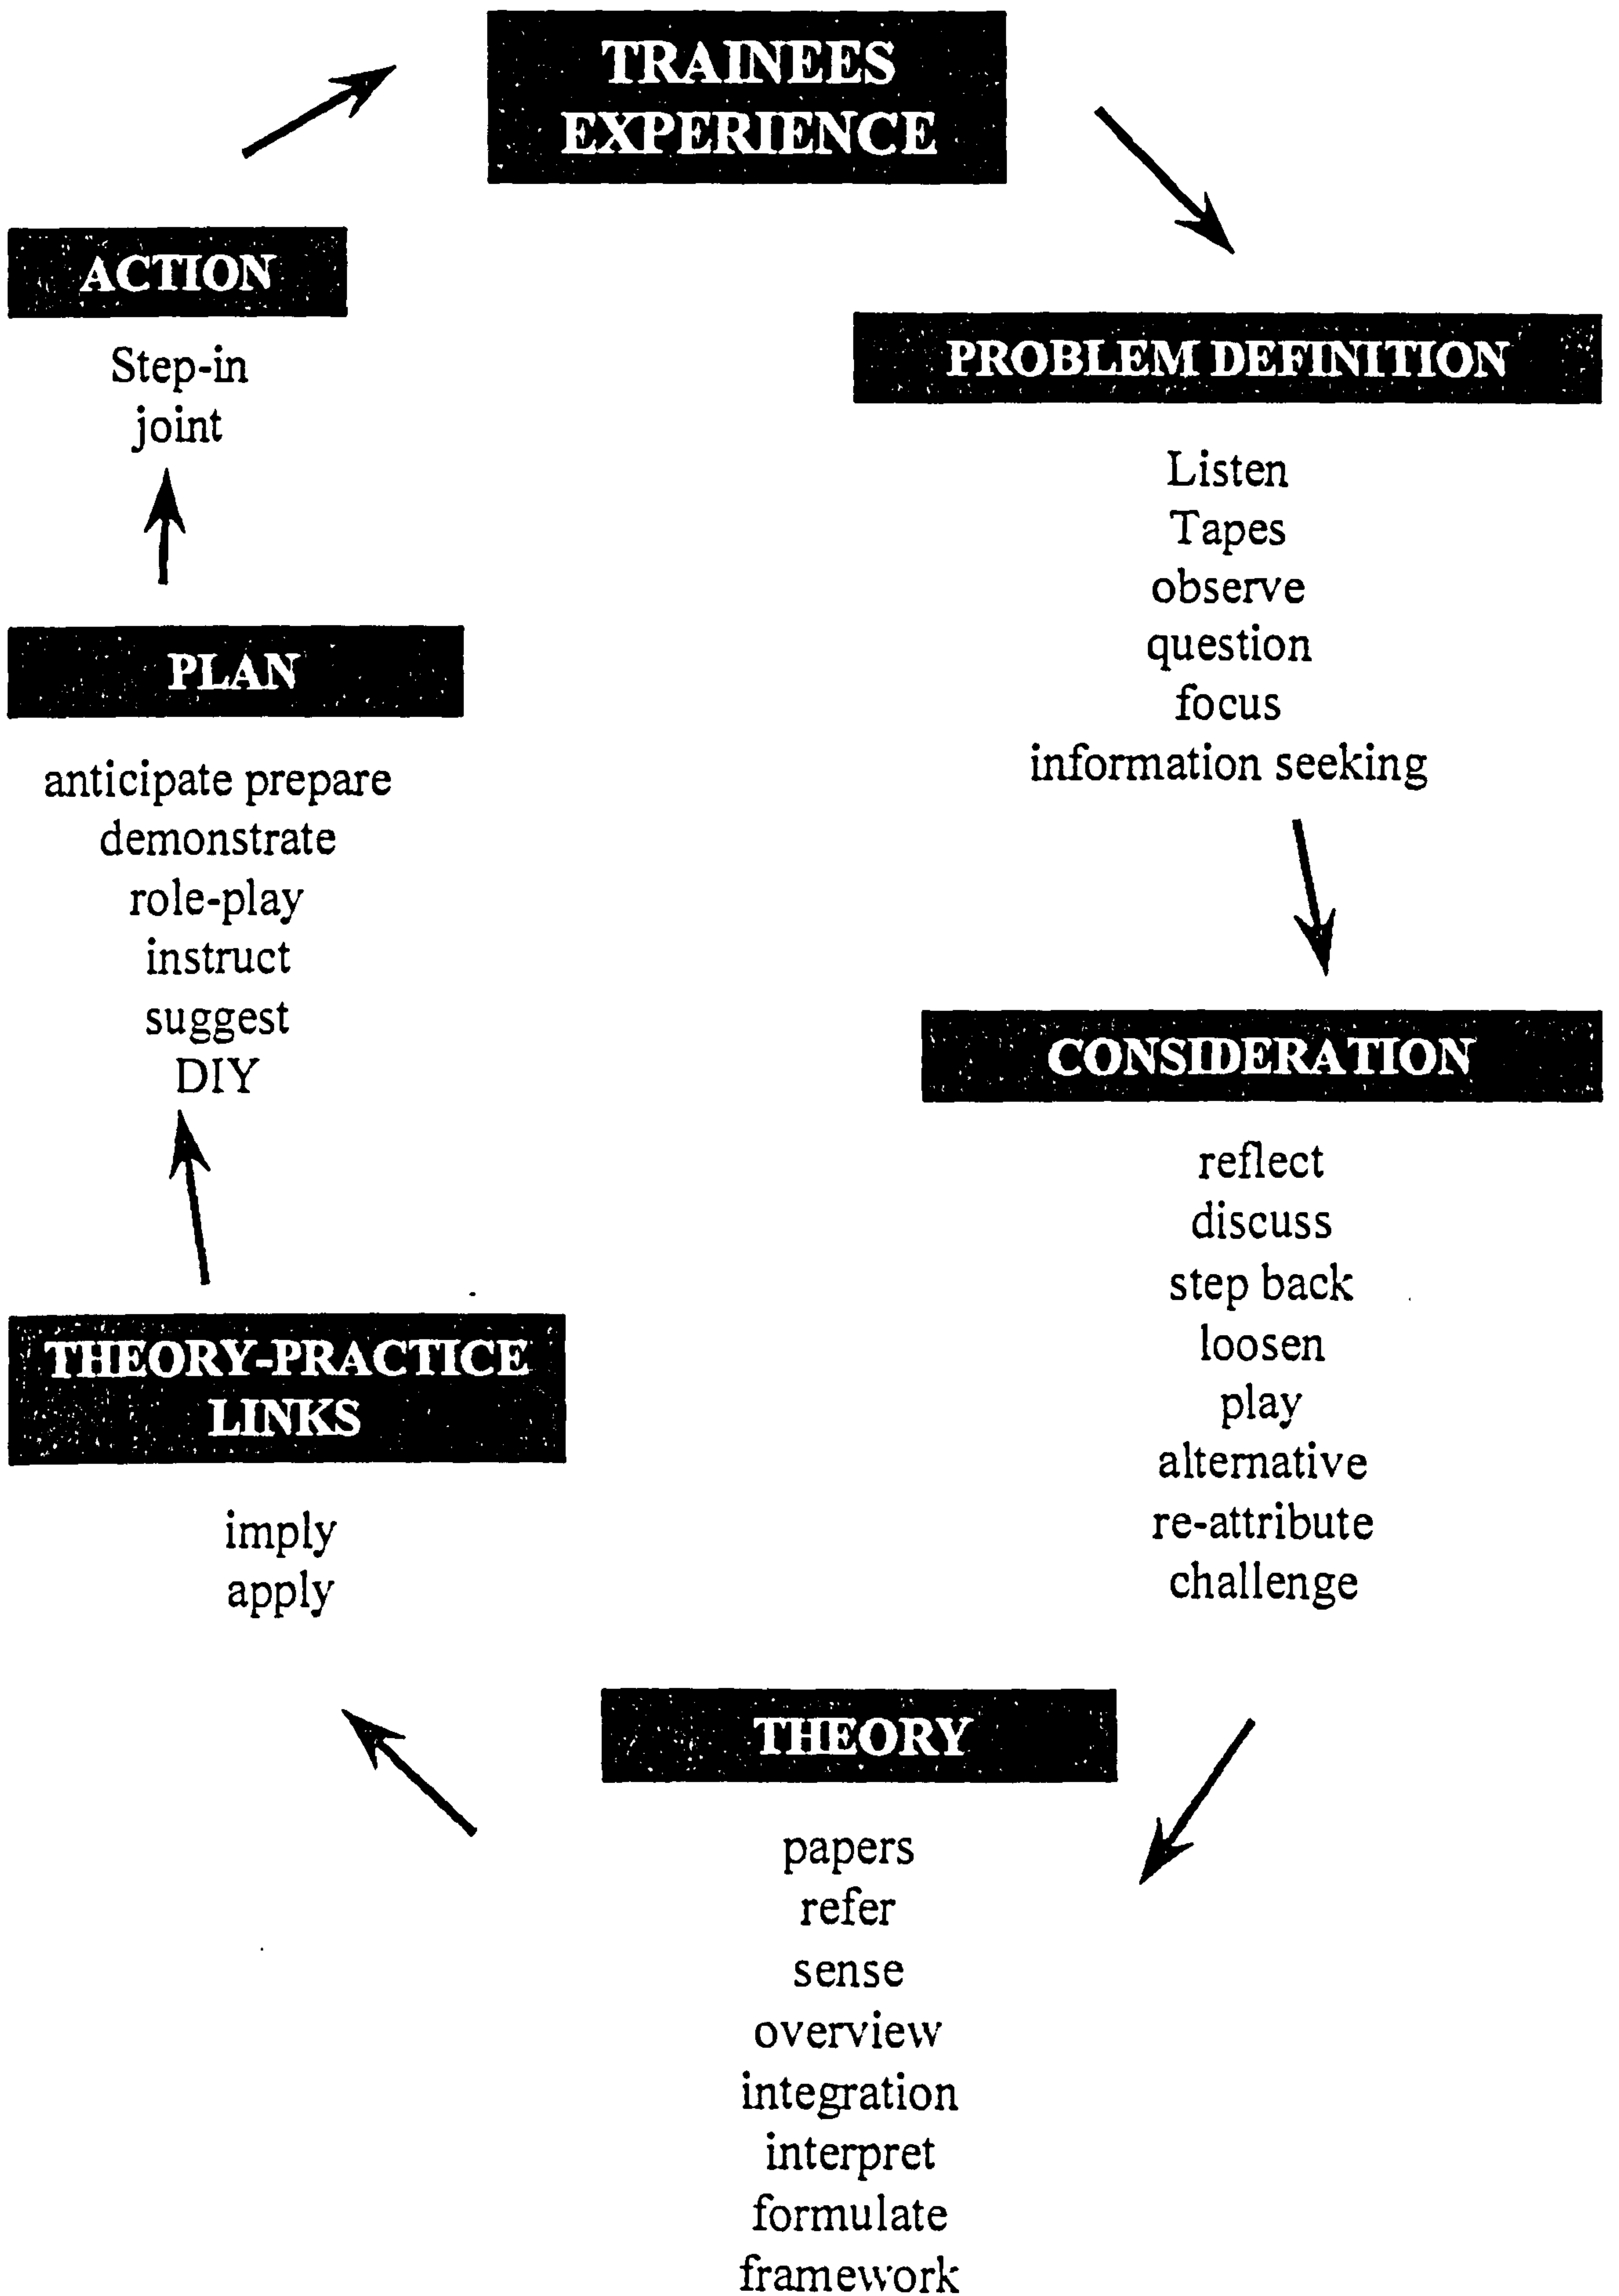 TRAINEES
EXPERIENCE
PROBLEM DEFINITION
Listen
Tapes
observe
question
focus
information seeking
CONSIDERATION
reflect
discuss
step back
loosen
play
alternative
re-attribute
challenge
THEORY
papers
refer
sense
overview
integration
interpret
formulate
framework
THEORY-PRACTICE
LINKS
imply
apply
PLAN
anticipate prepare
demonstrate
role-play
instruct
suggest
DIY
ACTION
Step-in
joint